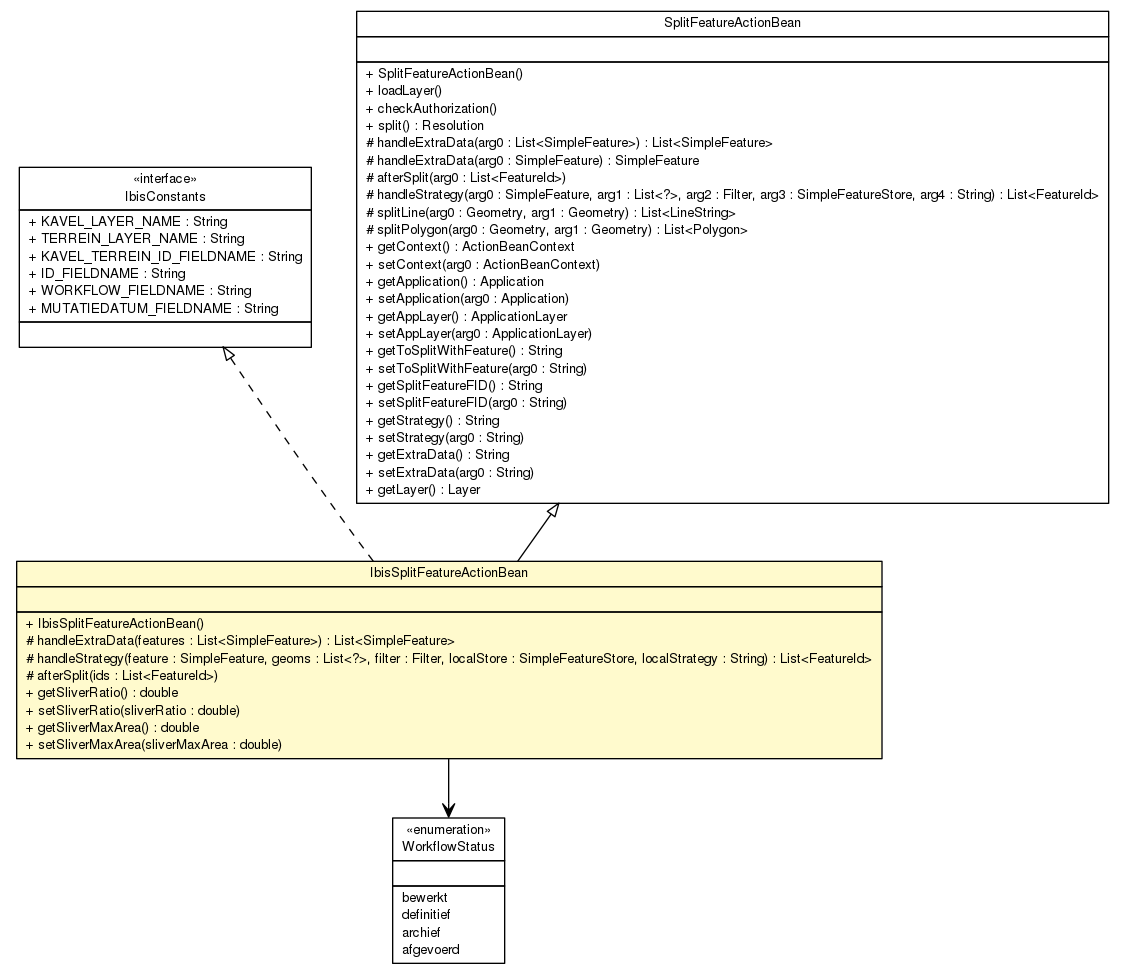 SplitFeatureActionBean
+ SplitFeatureActionBean()
+ loadLayer()
+ checkAuthorization()
+ split() : Resolution
# handleExtraData(arg0 : List<SimpleFeature>) : List<SimpleFeature>
# handleExtraData(arg0 : SimpleFeature) : SimpleFeature
# afterSplit(arg0 : List<FeatureId>)
# handleStrategy(arg0 : SimpleFeature, arg1 : List<?>, arg2 : Filter, arg3 : SimpleFeatureStore, arg4 : String) : List<FeatureId>
# splitLine(arg0 : Geometry, arg1 : Geometry) : List<LineString>
# splitPolygon(arg0 : Geometry, arg1 : Geometry) : List<Polygon>
+ getContext() : ActionBeanContext
+ setContext(arg0 : ActionBeanContext)
+ getApplication() : Application
+ setApplication(arg0 : Application)
+ getAppLayer() : ApplicationLayer
+ setAppLayer(arg0 : ApplicationLayer)
+ getToSplitWithFeature() : String
+ setToSplitWithFeature(arg0 : String)
+ getSplitFeatureFID() : String
+ setSplitFeatureFID(arg0 : String)
+ getStrategy() : String
+ setStrategy(arg0 : String)
+ getExtraData() : String
+ setExtraData(arg0 : String)
+ getLayer() : Layer
«interface»
IbisConstants
+ KAVEL_LAYER_NAME : String
+ TERREIN_LAYER_NAME : String
+ KAVEL_TERREIN_ID_FIELDNAME : String
+ ID_FIELDNAME : String
+ WORKFLOW_FIELDNAME : String
+ MUTATIEDATUM_FIELDNAME : String
IbisSplitFeatureActionBean
+ IbisSplitFeatureActionBean()
# handleExtraData(features : List<SimpleFeature>) : List<SimpleFeature>
# handleStrategy(feature : SimpleFeature, geoms : List<?>, filter : Filter, localStore : SimpleFeatureStore, localStrategy : String) : List<FeatureId>
# afterSplit(ids : List<FeatureId>)
+ getSliverRatio() : double
+ setSliverRatio(sliverRatio : double)
+ getSliverMaxArea() : double
+ setSliverMaxArea(sliverMaxArea : double)
«enumeration»
WorkflowStatus
bewerkt
definitief
archief
afgevoerd